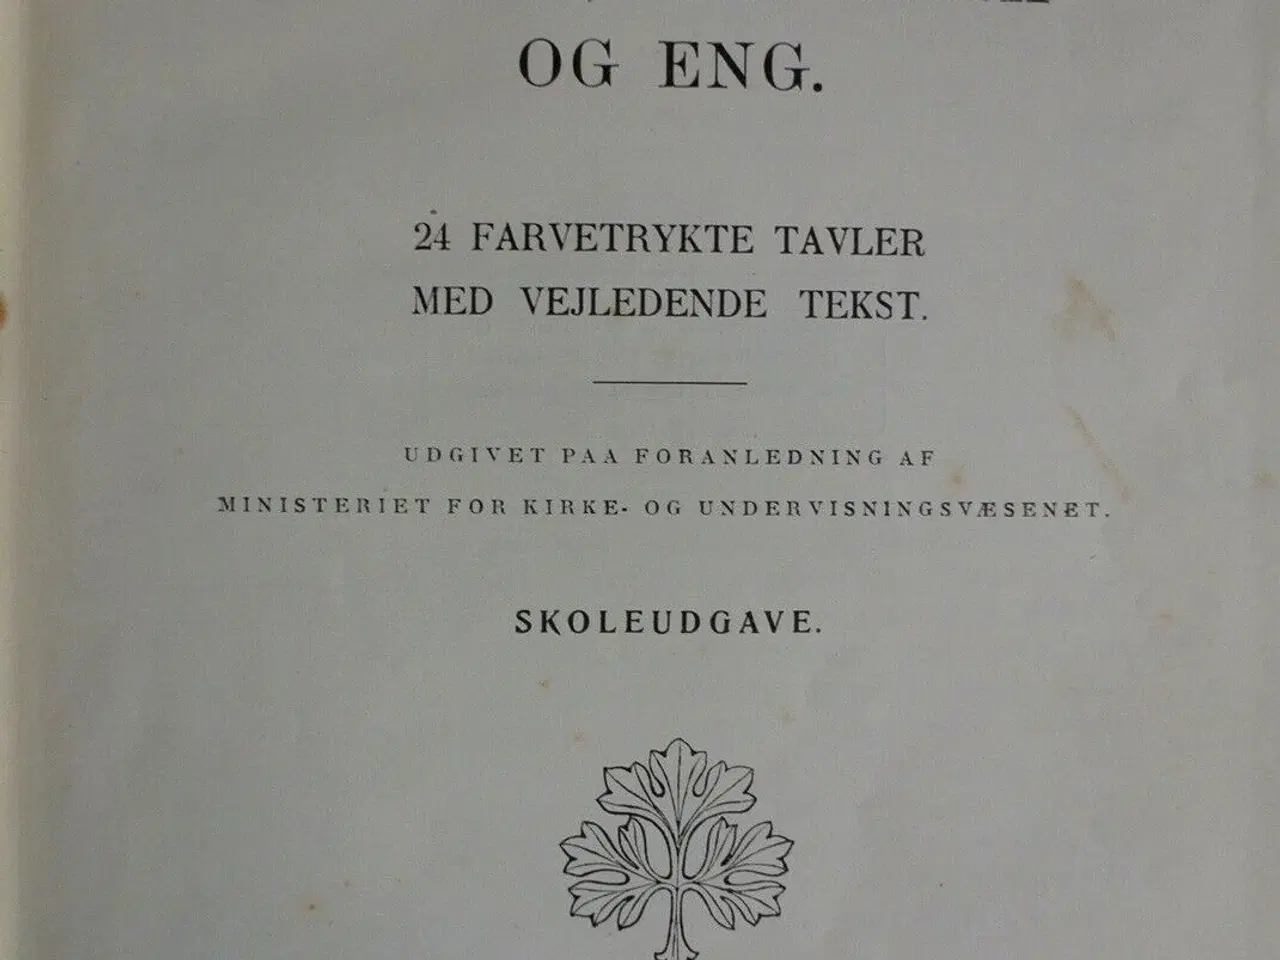 OG ENG.
24 FARVETRYKTE TAVLER
MED VEJLEDENDE TEKST.
UDGIVET PAA FORANLEDNING AF
MINISTERIET FOR KIRKE- OG UNDERVISNINGSVÆSENET.
SKOLEUDGAVE.